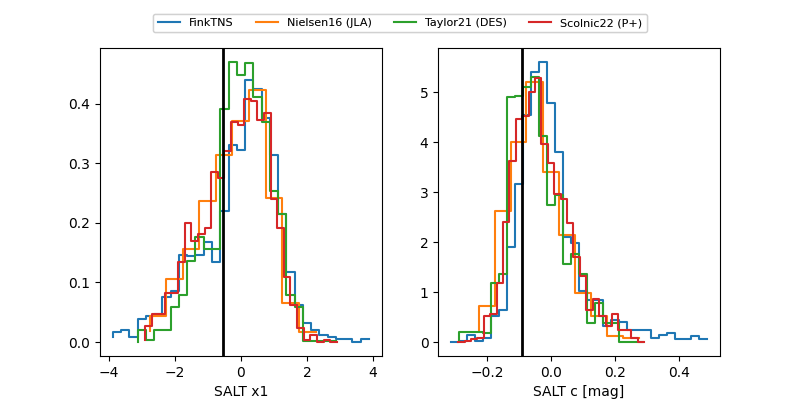 FinkTNS Nielsen16 (JLA) Taylor21 (DES) Scolnic22 (P+)
0.4
0.3
0.2
0.1
0.0
−4 −2 0 2 4
SALT x1
5
4
3
2
1
0
−0.2 0.0 0.2 0.4
SALT c [mag]